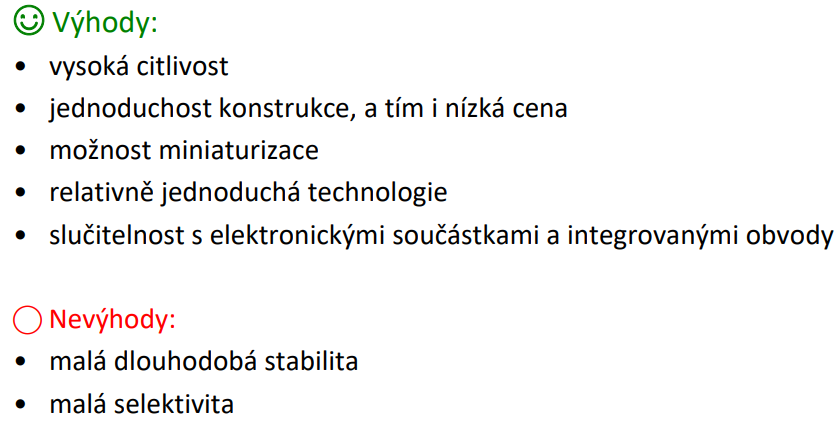 ☺ Výhody:
• vysoká citlivost
• jednoduchost konstrukce, a tím i nízká cena
• možnost miniaturizace
• relativně jednoduchá technologie
• slučitelnost s elektronickými součástkami a integrovanými obvody
◯ Nevýhody:
• malá dlouhodobá stabilita
• malá selektivita